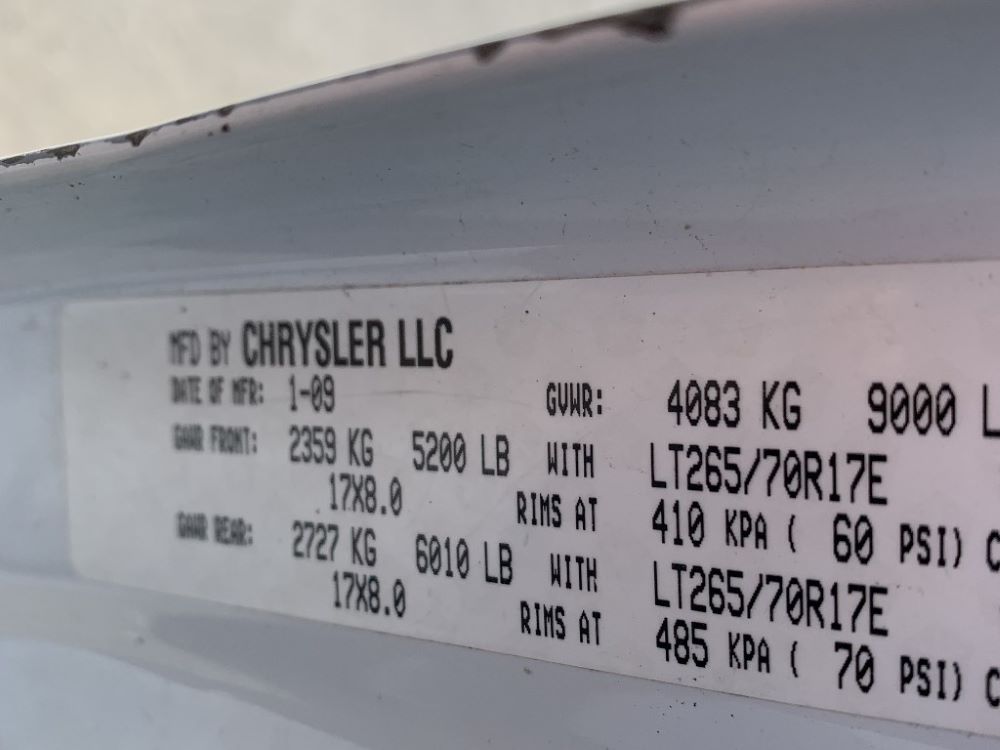 MFD BY CHRYSLER LLC
DATE OF MFR: 1-09 GVWR: 4083 KG 9000 L
GAWR FRONT: 2359 KG 5200 LB WITH LT265/70R17E
17X8.0 RIMS AT 410 KPA ( 60 PSI) C
GAWR REAR: 2727 KG 6010 LB WITH LT265/70R17E
17X8.0 RIMS AT 485 KPA ( 70 PSI) C